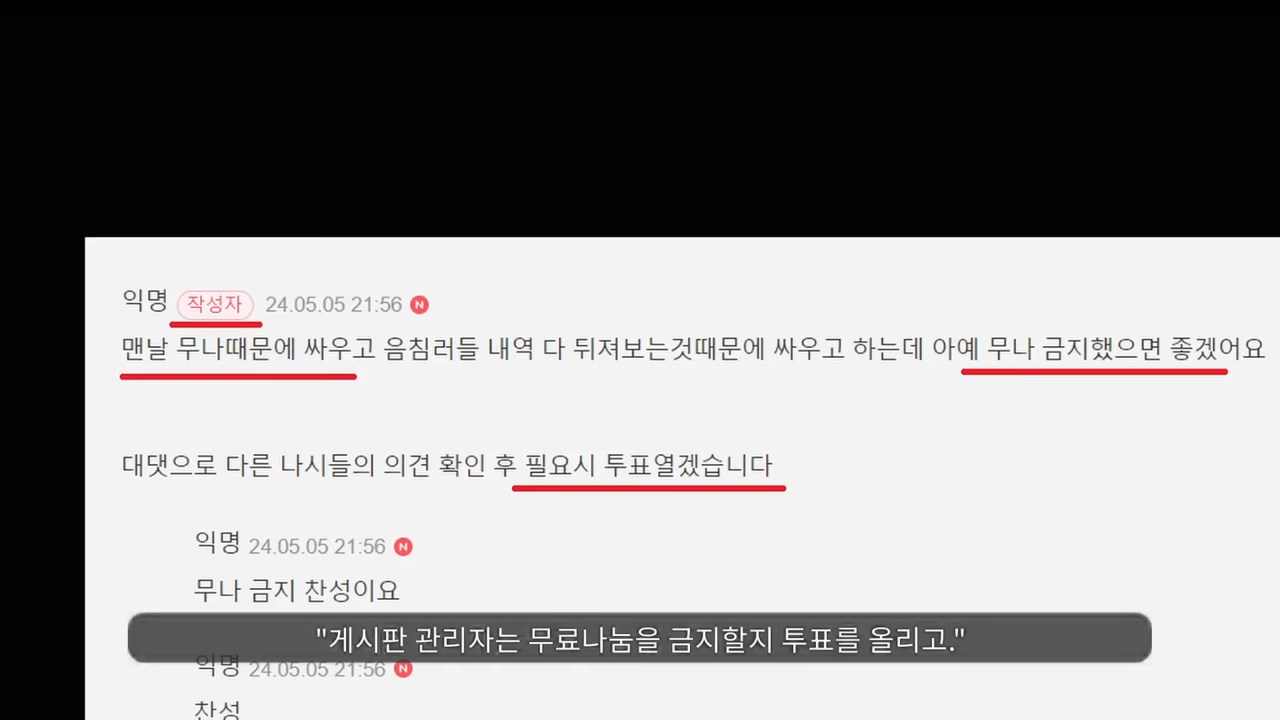 익명 작성자 24.05.05 21:56 N
맨날 무나때문에 싸우고 음침러들 내역 다 뒤져보는것때문에 싸우고 하는데 아예 무나 금지했으면 좋겠어요
대댓으로 다른 나시들의 의견 확인 후 필요시 투표열겠습니다
익명 24.05.05 21:56 N
무나 금지 찬성이요
"게시판 관리자는 무료나눔을 금지할지 투표를 올리고."
익명 24.05.05 21:56 N
찬성